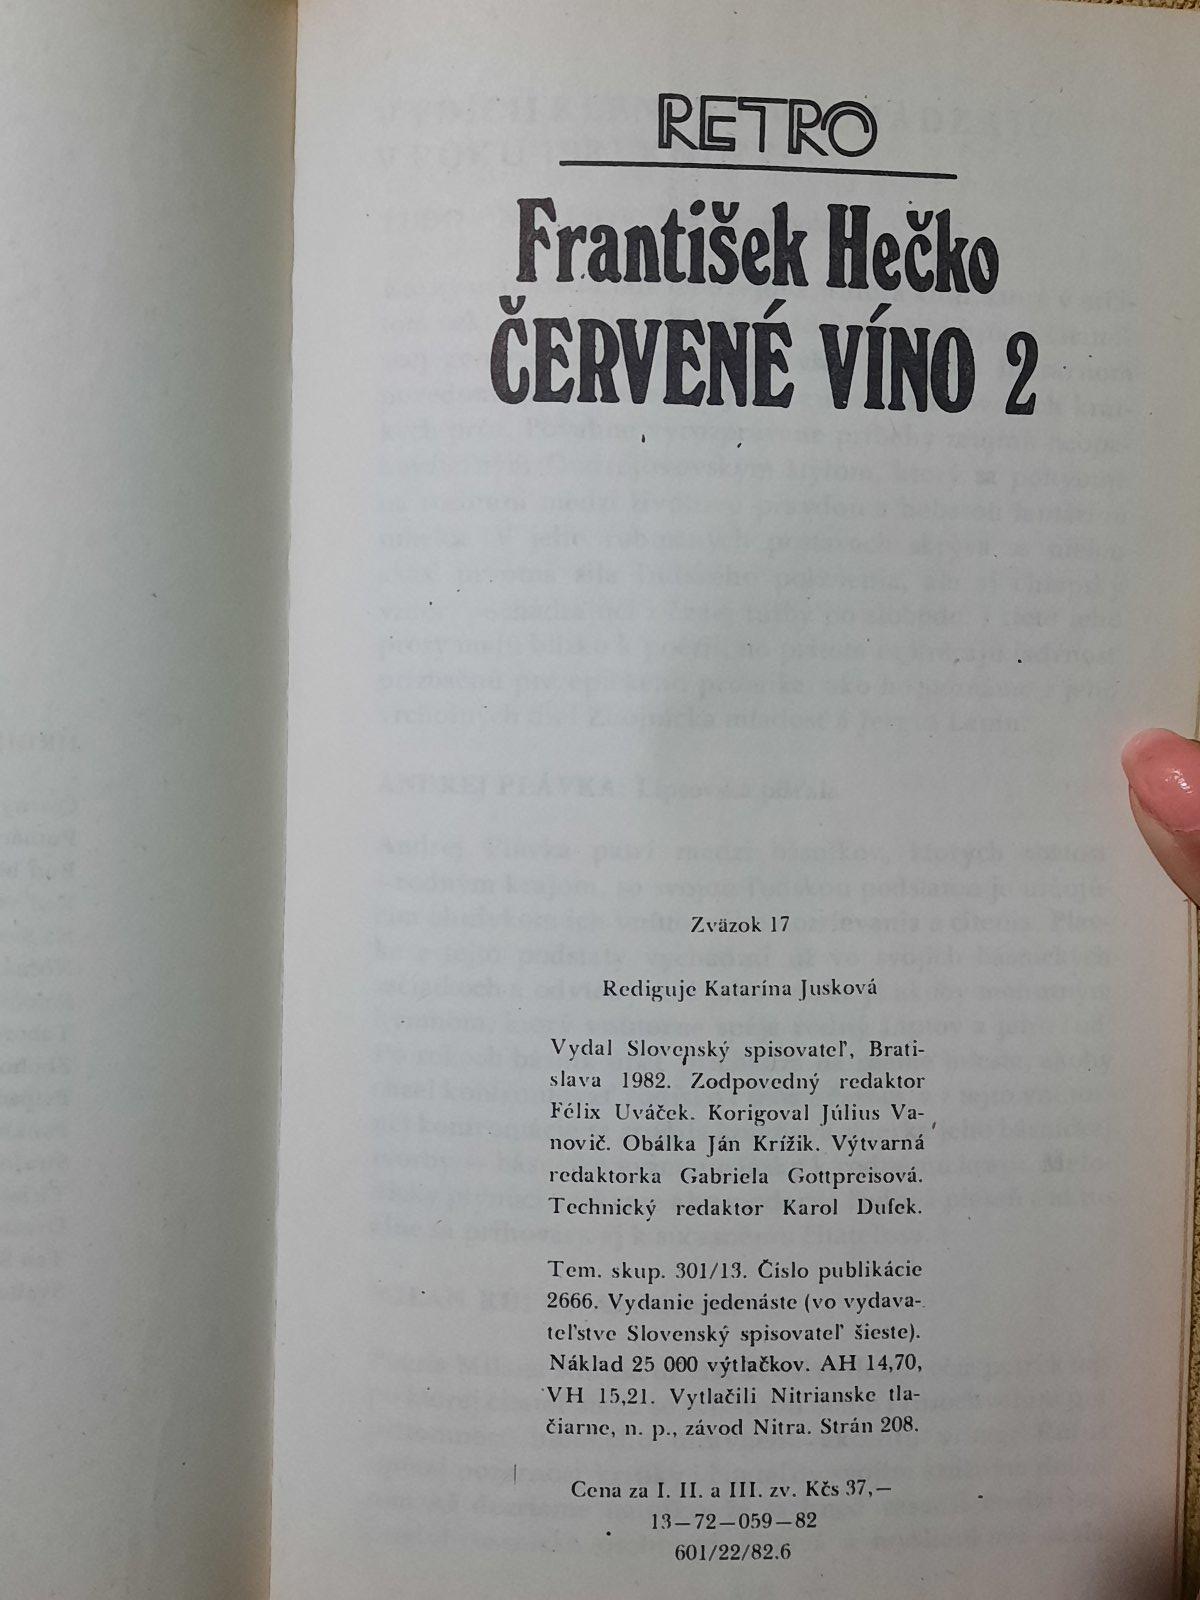 RETRO
František Hečko
ČERVENÉ VÍNO 2
Zväzok 17
Rediguje Katarína Jusková
Vydal Slovenský spisovateľ, Brati-
slava 1982. Zodpovedný redaktor
Félix Uváček. Korigoval Július Va-
novič. Obálka Ján Krížik. Výtvarná
redaktorka Gabriela Gottpreisová.
Technický redaktor Karol Dufek.
Tem. skup. 301/13. Číslo publikácie
2666. Vydanie jedenáste (vo vydava-
teľstve Slovenský spisovateľ šieste).
Náklad 25 000 výtlačkov. AH 14,70,
VH 15,21. Vytlačili Nitrianske tla-
čiarne, n. p., závod Nitra. Strán 208.
Cena za I. II. a III. zv. Kčs 37,—
13—72—059—82
601/22/82.6